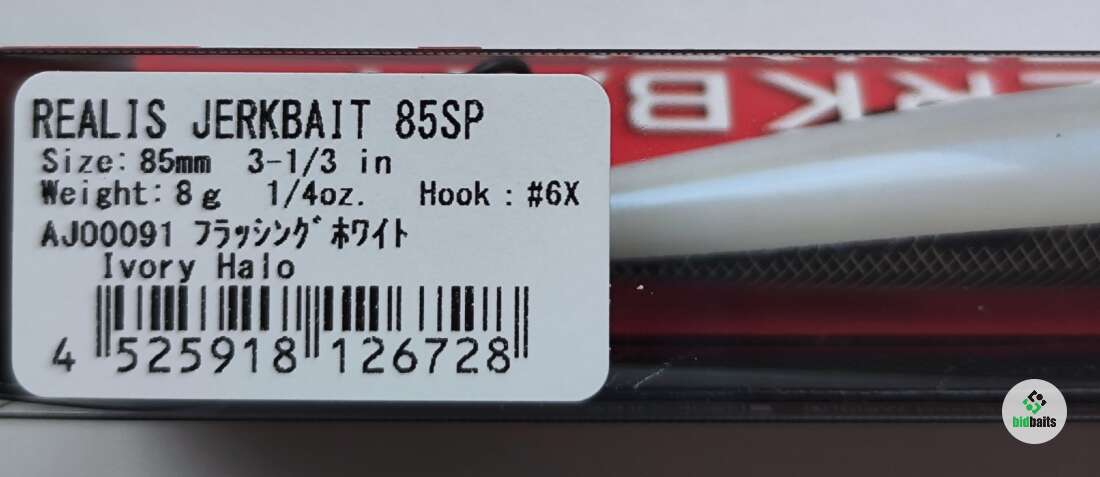 REALIS JERKBAIT 85SP
Size: 85mm 3-1/3 in
Weight: 8g 1/4oz. Hook : #6X
AJO0091 フラッシングホワイト
Ivory Halo
4 525918 126728
bidbaits